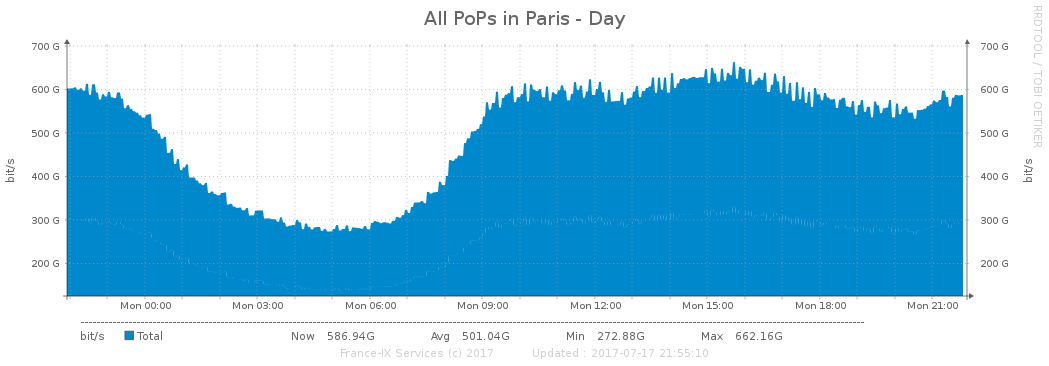 All PoPs in Paris - Day
RRDTOOL / TOBI OETIKER
700 G 700 G
600 G 600 G
500 G 500 G
400 G 400 G
300 G 300 G
200 G 200 G
bit/s bit/s
Mon 00:00 Mon 03:00 Mon 06:00 Mon 09:00 Mon 12:00 Mon 15:00 Mon 18:00 Mon 21:00
bit/s Total Now 586.94G Avg 501.04G Min 272.88G Max 662.16G
France-IX Services (c) 2017 Updated : 2017-07-17 21:55:10